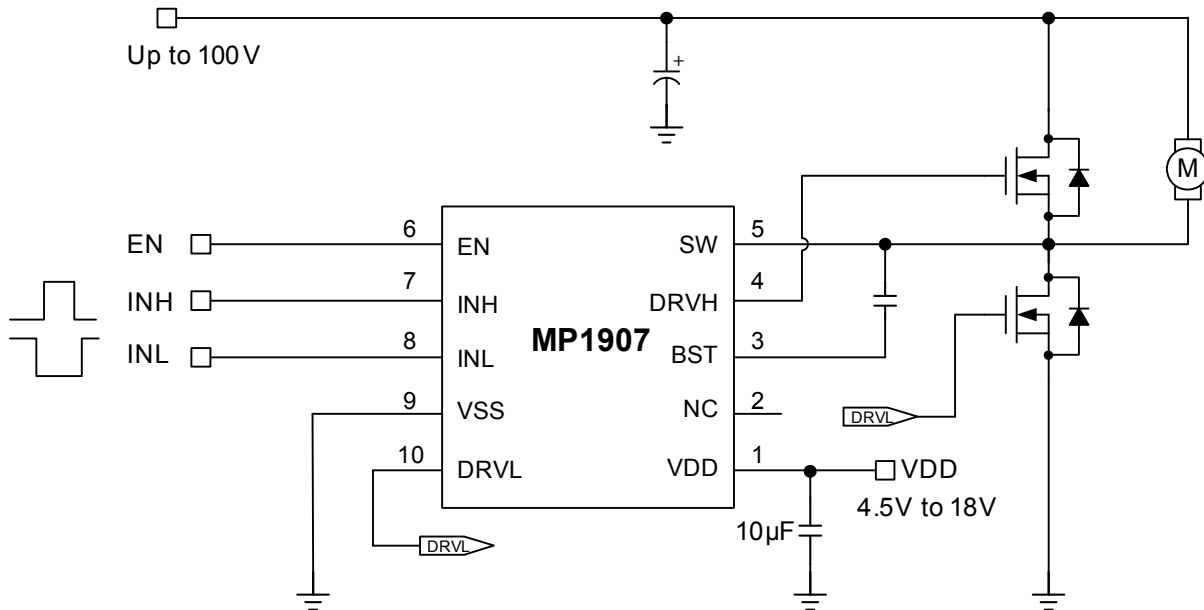 Up to 100V
+
M
EN 6 EN SW 5
INH 7 INH DRVH 4
MP1907
INL 8 INL BST 3
9 VSS NC 2
DRVL
10 DRVL VDD 1 VDD
4.5V to 18V
10µF
DRVL